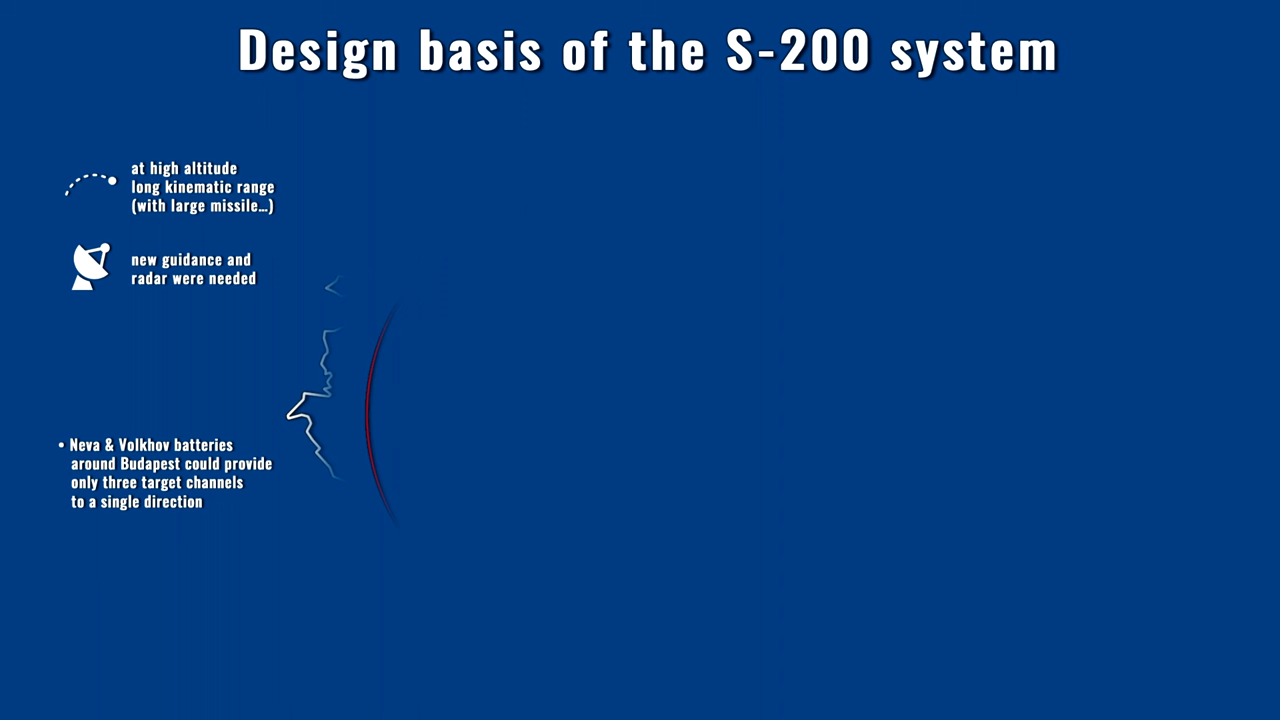 Design basis of the S-200 system
at high altitude
long kinematic range
(with large missile...)
new guidance and
radar were needed
• Neva & Volkhov batteries
around Budapest could provide
only three target channels
to a single direction